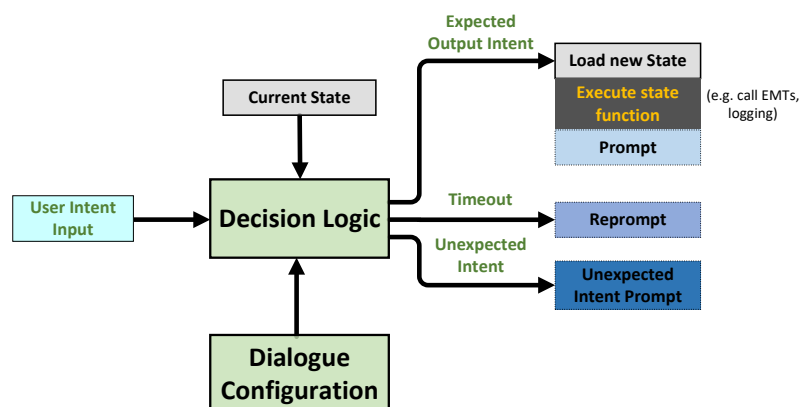 Expected
Output Intent
Load new State
Execute state
function
(e.g. call EMTs,
logging)
Prompt
Current State
User Intent
Input
Decision Logic
Timeout
Reprompt
Unexpected
Intent
Unexpected
Intent Prompt
Dialogue
Configuration